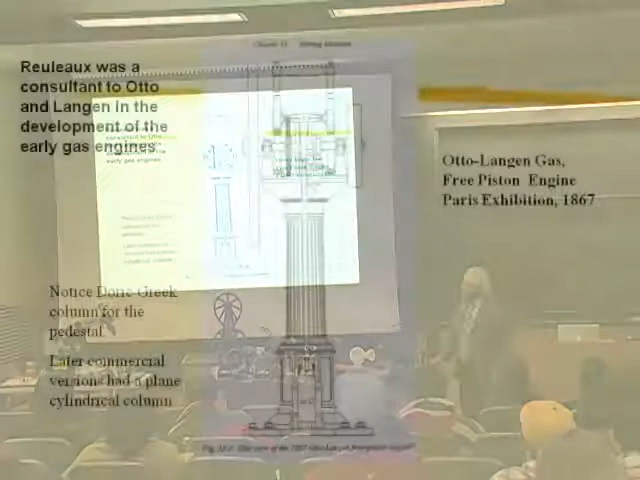 Reuleaux was a
consultant to Otto
and Langen in the
development of the
early gas engines
Otto-Langen Gas,
Free Piston Engine
Paris Exhibition, 1867
Notice Doric Greek
column for the
pedestal
Later commercial
versions had a plane
cylindrical column